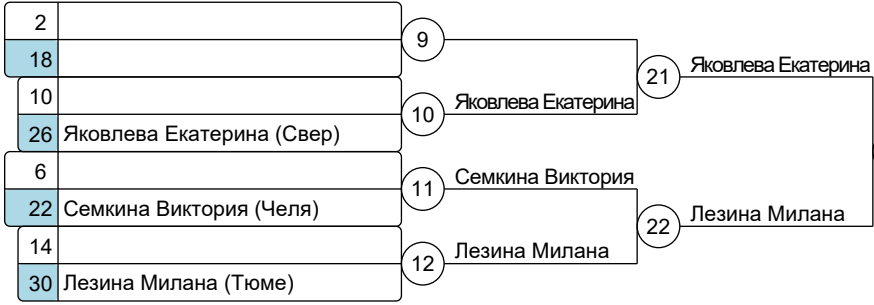 2
18
9
10
26 Яковлева Екатерина (Свер)
10
Яковлева Екатерина
21
Яковлева Екатерина
6
22 Семкина Виктория (Челя)
11
Семкина Виктория
14
30 Лезина Милана (Тюме)
12
Лезина Милана
22
Лезина Милана